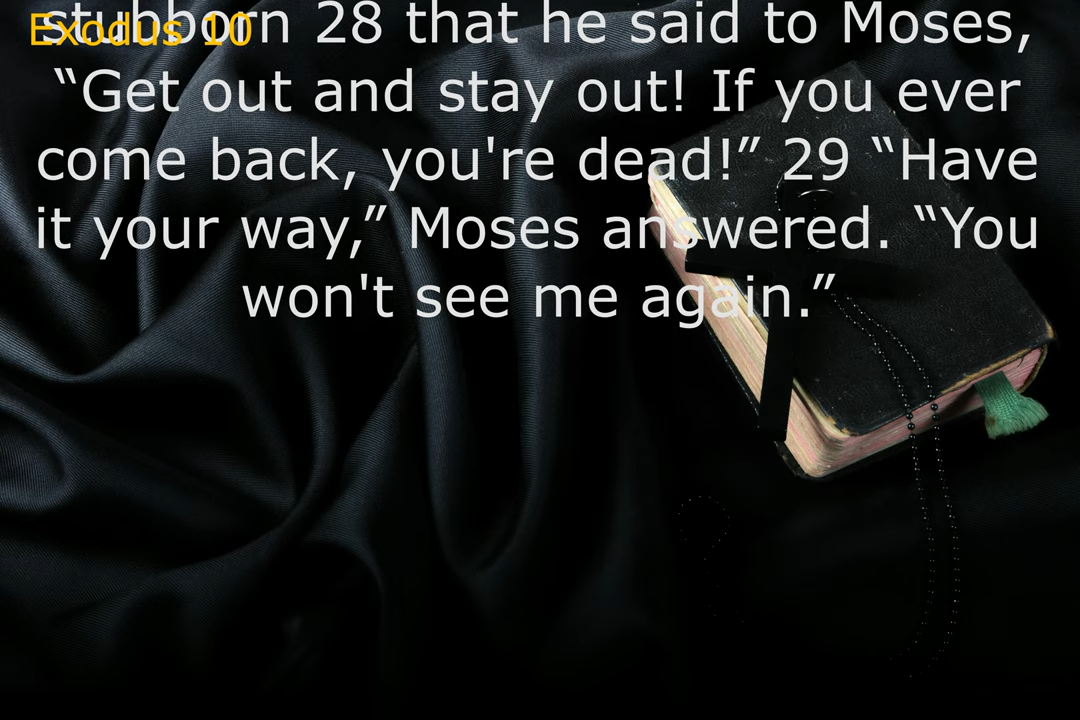 Exodus 10
stubborn 28 that he said to Moses,
“Get out and stay out! If you ever
come back, you're dead!” 29 “Have
it your way,” Moses answered. “You
won't see me again.”